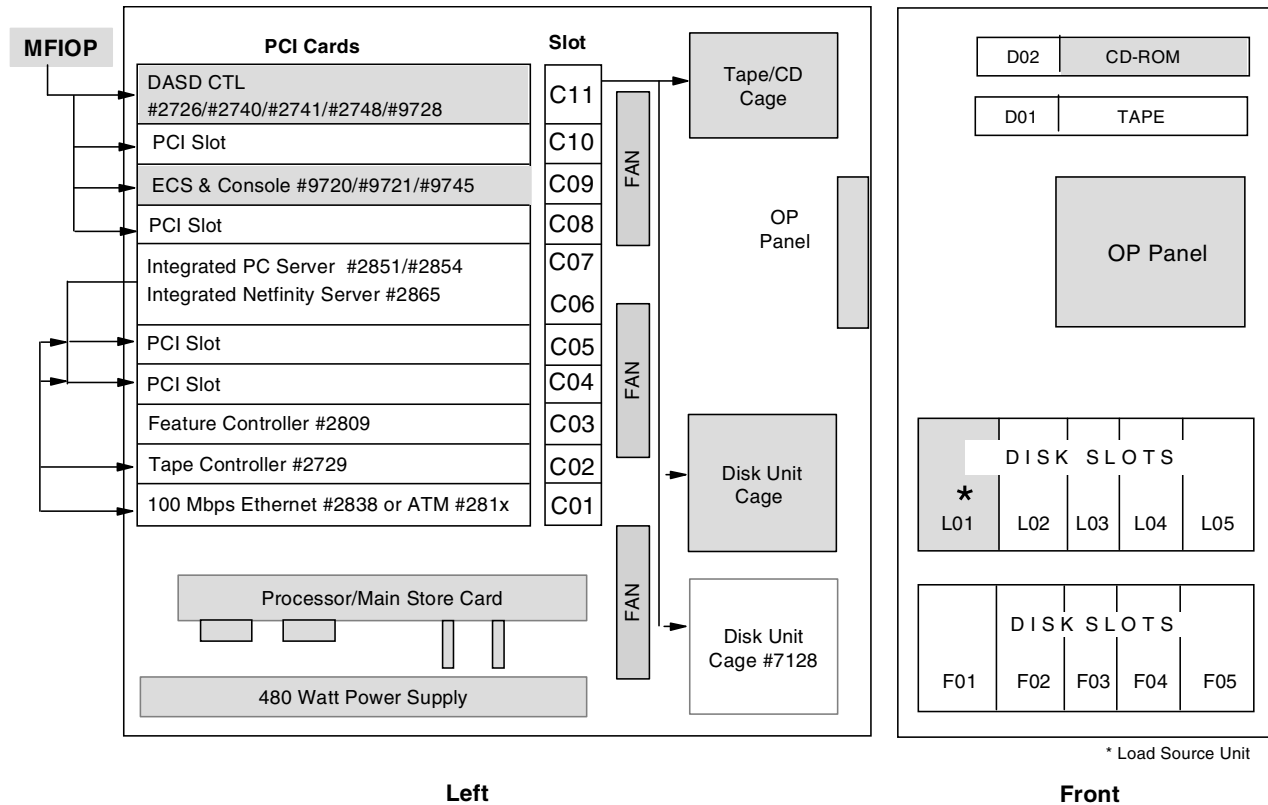 MFIOP
PCI Cards
Slot
DASD CTL
#2726/#2740/#2741/#2748/#9728
C11
PCI Slot
C10
ECS & Console #9720/#9721/#9745
C09
PCI Slot
C08
Integrated PC Server #2851/#2854
C07
Integrated Netfinity Server #2865
C06
PCI Slot
C05
PCI Slot
C04
Feature Controller #2809
C03
Tape Controller #2729
C02
100 Mbps Ethernet #2838 or ATM #281x
C01
FAN
FAN
FAN
Tape/CD
Cage
OP
Panel
Disk Unit
Cage
Disk Unit
Cage #7128
Processor/Main Store Card
480 Watt Power Supply
Left
D02 CD-ROM
D01 TAPE
OP Panel
DISK SLOTS
*
L01 L02 L03 L04 L05
DISK SLOTS
F01 F02 F03 F04 F05
* Load Source Unit
Front